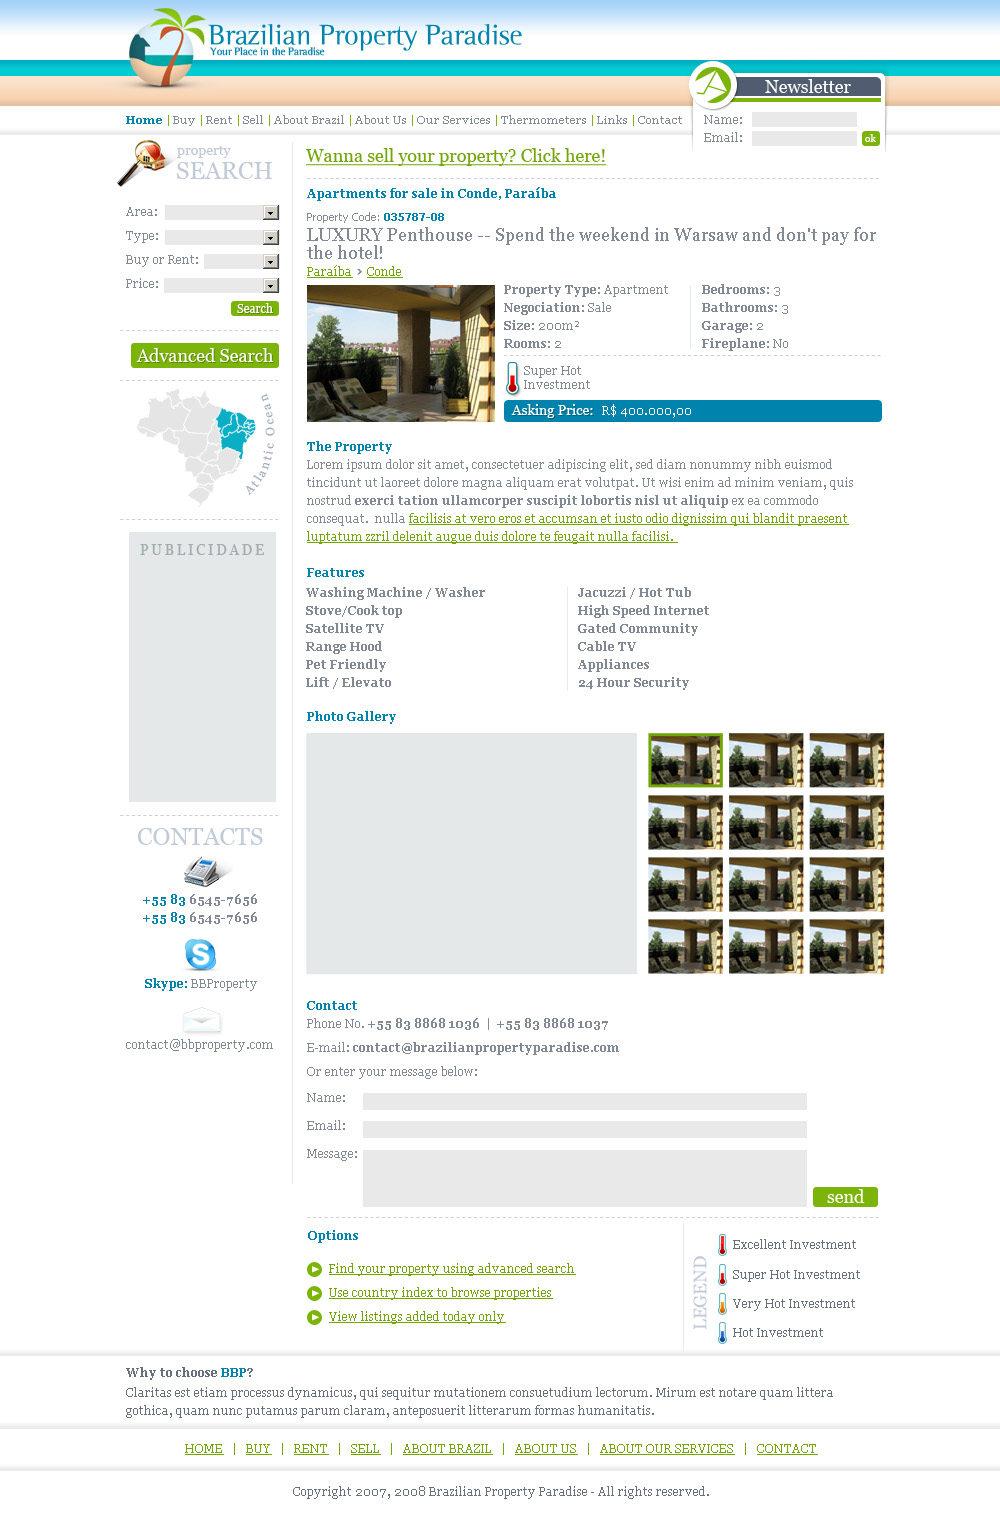 Brazilian Property Paradise
Your Place in the Paradise
Newsletter
Name:
Email:
ok
Home | Buy | Rent | Sell | About Brazil | About Us | Our Services | Thermometers | Links | Contact
property
SEARCH
Area:
Type:
Buy or Rent:
Price:
Search
Advanced Search
Atlantic Ocean
PUBLICIDADE
CONTACTS
+55 83 6545-7656
+55 83 6545-7656
Skype: BBProperty
contact@bbproperty.com
Wanna sell your property? Click here!
Apartments for sale in Conde, Paraíba
Property Code: 035787-08
LUXURY Penthouse -- Spend the weekend in Warsaw and don't pay for
the hotel!
Paraíba > Conde
Property Type: Apartment
Negociation: Sale
Size: 200m²
Rooms: 2
Bedrooms: 3
Bathrooms: 3
Garage: 2
Fireplane: No
Super Hot
Investment
Asking Price: R$ 400.000,00
The Property
Lorem ipsum dolor sit amet, consectetuer adipiscing elit, sed diam nonummy nibh euismod
tincidunt ut laoreet dolore magna aliquam erat volutpat. Ut wisi enim ad minim veniam, quis
nostrud exerci tation ullamcorper suscipit lobortis nisl ut aliquip ex ea commodo
consequat. nulla facilisis at vero eros et accumsan et iusto odio dignissim qui blandit praesent
luptatum zzril delenit augue duis dolore te feugait nulla facilisi.
Features
Washing Machine / Washer
Stove/Cook top
Satellite TV
Range Hood
Pet Friendly
Lift / Elevato
Jacuzzi / Hot Tub
High Speed Internet
Gated Community
Cable TV
Appliances
24 Hour Security
Photo Gallery
Contact
Phone No. +55 83 8868 1036 | +55 83 8868 1037
E-mail: contact@brazilianpropertyparadise.com
Or enter your message below:
Name:
Email:
Message:
send
Options
Find your property using advanced search
Use country index to browse properties
View listings added today only
LEGEND
Excellent Investment
Super Hot Investment
Very Hot Investment
Hot Investment
Why to choose BBP?
Claritas est etiam processus dynamicus, qui sequitur mutationem consuetudium lectorum. Mirum est notare quam littera
gothica, quam nunc putamus parum claram, anteposuerit litterarum formas humanitatis.
HOME | BUY | RENT | SELL | ABOUT BRAZIL | ABOUT US | ABOUT OUR SERVICES | CONTACT
Copyright 2007, 2008 Brazilian Property Paradise - All rights reserved.